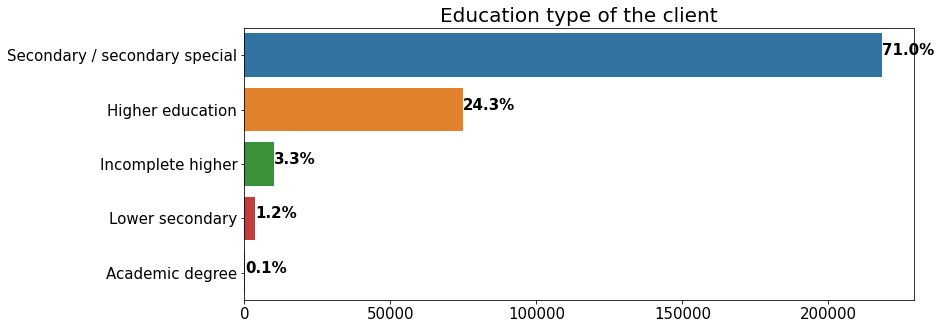 Education type of the client
Secondary / secondary special 71.0%
Higher education 24.3%
Incomplete higher 3.3%
Lower secondary 1.2%
Academic degree 0.1%
0 50000 100000 150000 200000